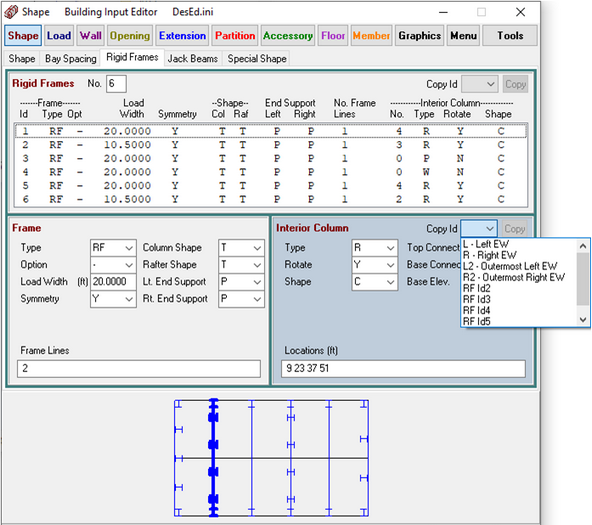 Shape Building Input Editor DesEd.ini
Shape Load Wall Opening Extension Partition Accessory Floor Member Graphics Menu Tools
Shape Bay Spacing Rigid Frames Jack Beams Special Shape
Rigid Frames No. 6 Copy Id Copy
-------Frame------- Load --Shape-- End Support No. Frame ------------Interior Column------------
Id Type Opt Width Symmetry Col Raf Left Right Lines No. Type Rotate Shape
1 RF - 20.0000 Y T T P P 1 4 R Y C
2 RF - 10.5000 Y T T P P 1 3 R Y C
3 RF - 20.0000 Y T T P P 1 0 P N C
4 RF - 20.0000 Y T T P P 1 0 W N C
5 RF - 20.0000 Y T T P P 1 4 R Y C
6 RF - 10.5000 Y T T P P 1 2 R Y C
Frame
Type RF Column Shape T
Option - Rafter Shape T
Load Width (ft) 20.0000 Lt. End Support P
Symmetry Y Rt. End Support P
Frame Lines
2
Interior Column Copy Id Copy
Type R Top Connect
Rotate Y Base Connec
Shape C Base Elev.
L - Left EW
R - Right EW
L2 - Outermost Left EW
R2 - Outermost Right EW
RF Id2
RF Id3
RF Id4
RF Id5
Locations (ft)
9 23 37 51